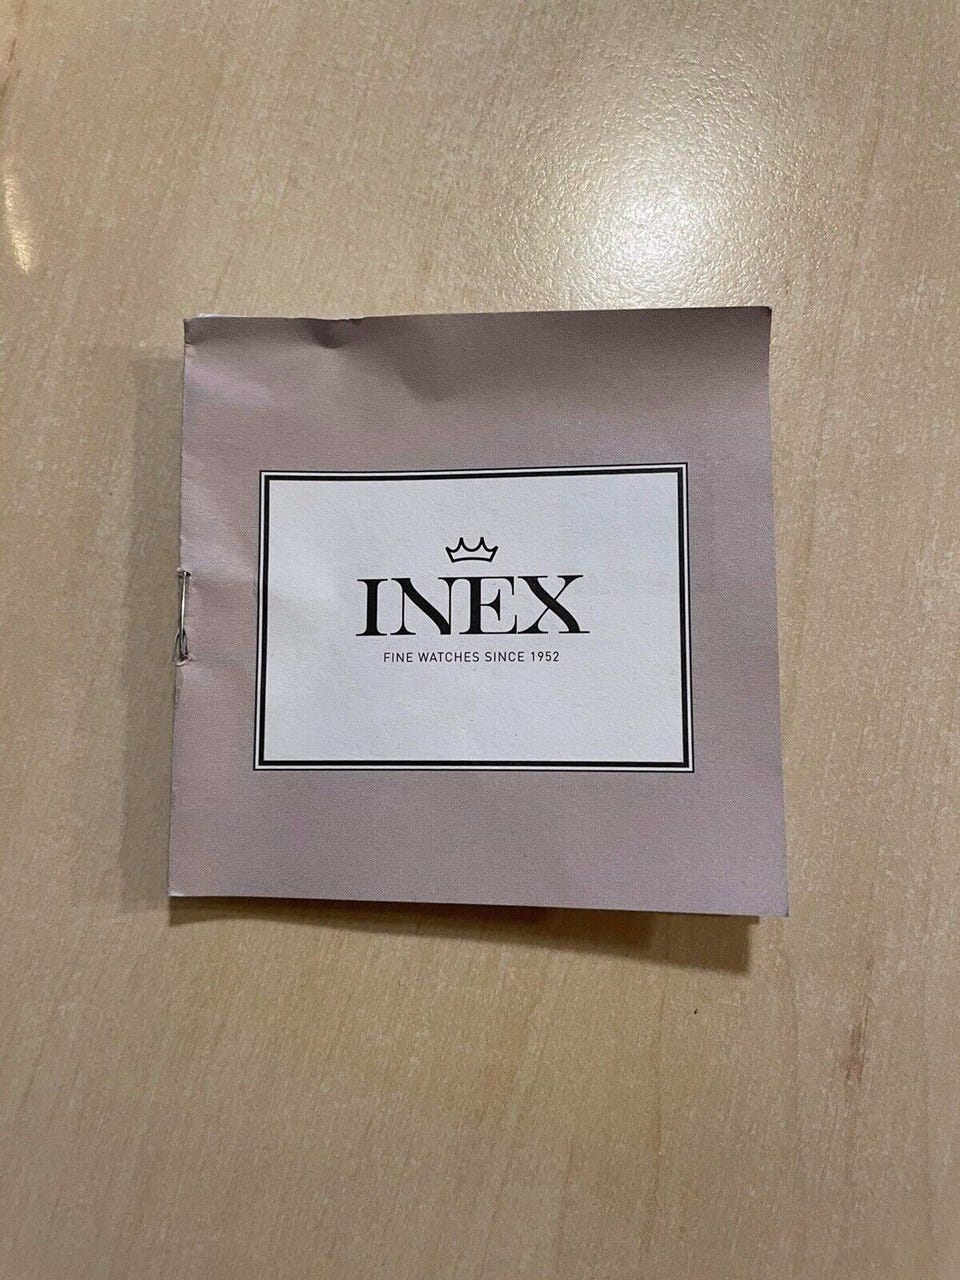 INEX
FINE WATCHES SINCE 1952